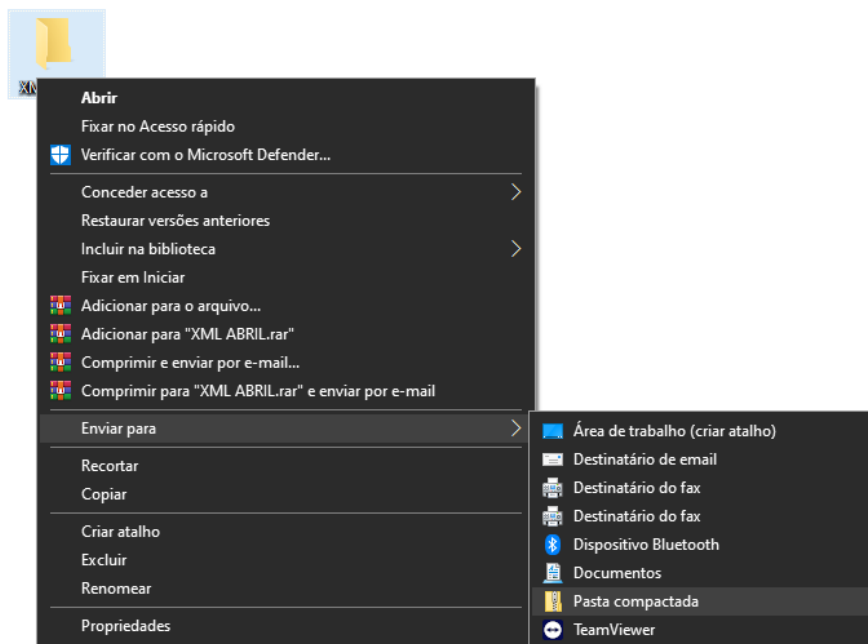 XM
Abrir
Fixar no Acesso rápido
Verificar com o Microsoft Defender...
Conceder acesso a
Restaurar versões anteriores
Incluir na biblioteca
Fixar em Iniciar
Adicionar para o arquivo...
Adicionar para "XML ABRIL.rar"
Comprimir e enviar por e-mail...
Comprimir para "XML ABRIL.rar" e enviar por e-mail
Enviar para
Recortar
Copiar
Criar atalho
Excluir
Renomear
Propriedades
Área de trabalho (criar atalho)
Destinatário de email
Destinatário do fax
Destinatário do fax
Dispositivo Bluetooth
Documentos
Pasta compactada
TeamViewer